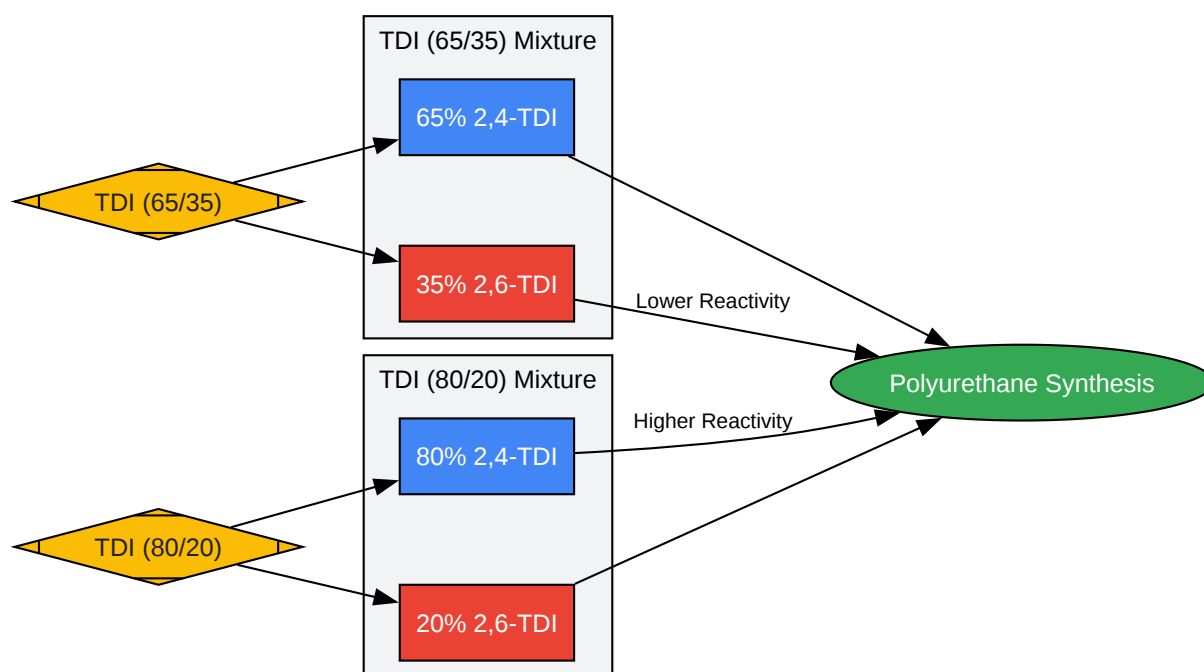 TDI (65/35) Mixture
65% 2,4-TDI
TDI (65/35)
35% 2,6-TDI
Lower Reactivity
TDI (80/20) Mixture
Polyurethane Synthesis
Higher Reactivity
80% 2,4-TDI
TDI (80/20)
20% 2,6-TDI